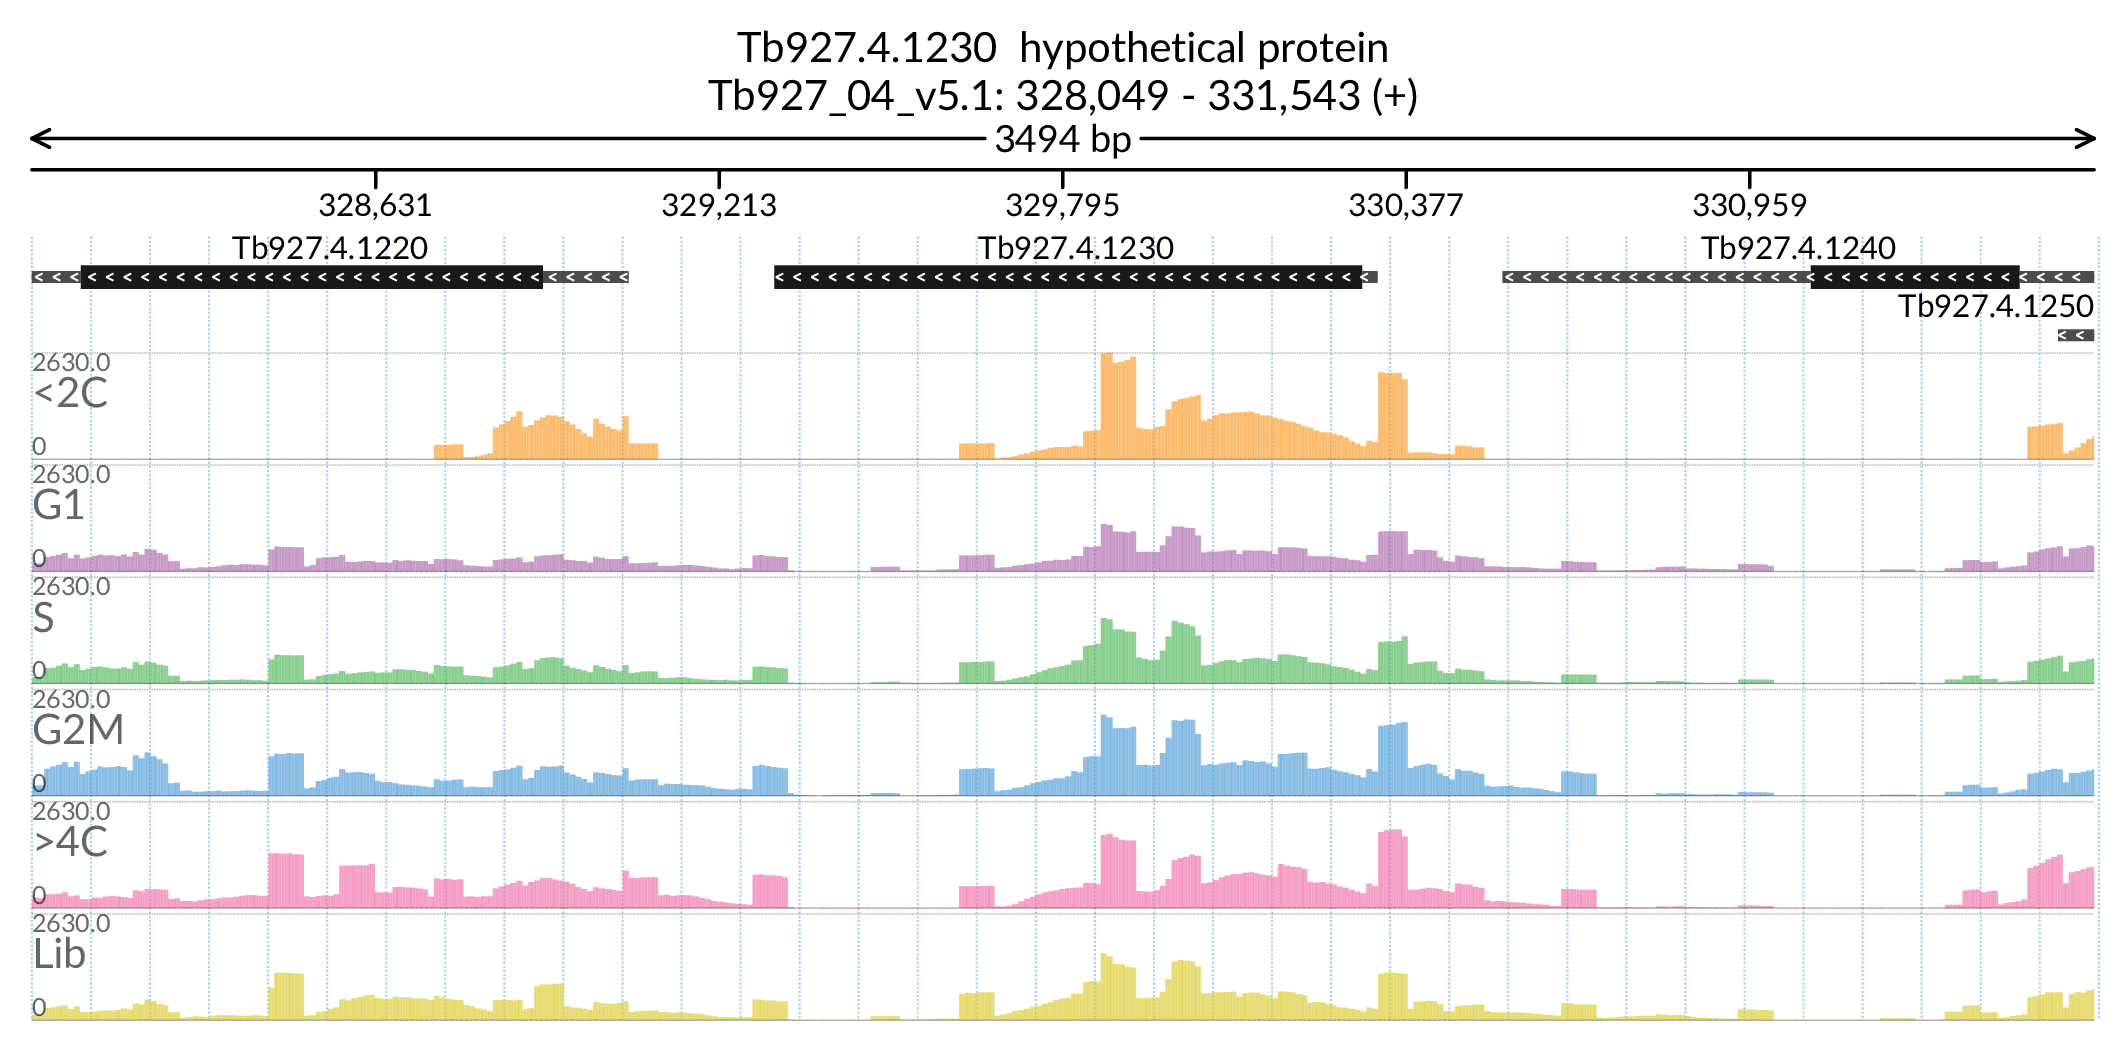 Tb927.4.1230  hypothetical protein
Tb927_04_v5.1: 328,049 - 331,543 (+)
3494 bp
328,631 329,213 329,795 330,377 330,959
Tb927.4.1220 Tb927.4.1230 Tb927.4.1240
Tb927.4.1250
2630.0
<2C
0
2630.0
G1
0
2630.0
S
0
2630.0
G2M
0
2630.0
>4C
0
2630.0
Lib
0